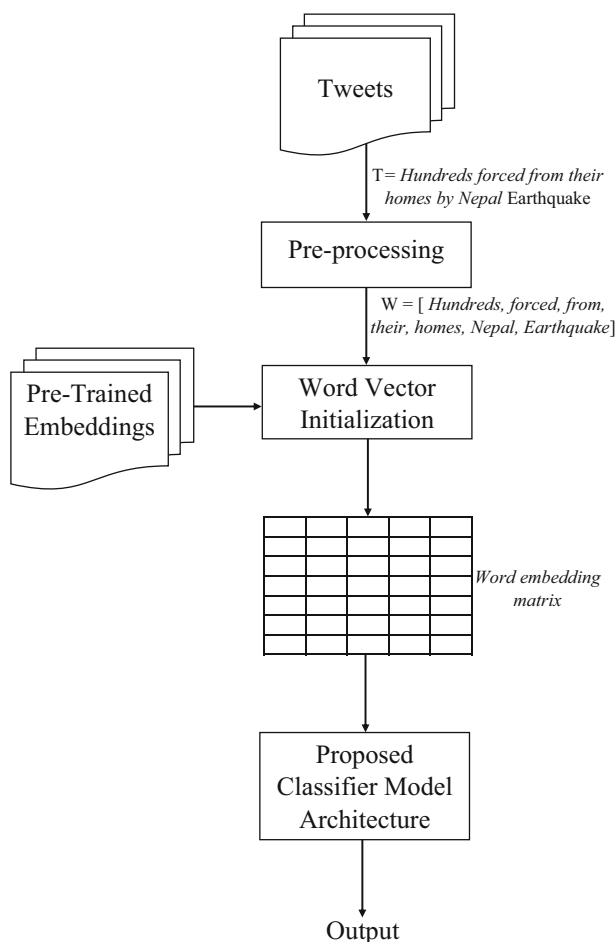 Tweets
T= Hundreds forced from their
homes by Nepal Earthquake
Pre-processing
W = [ Hundreds, forced, from,
their, homes, Nepal, Earthquake]
Pre-Trained
Embeddings
Word Vector
Initialization
Word embedding
matrix
Proposed
Classifier Model
Architecture
Output